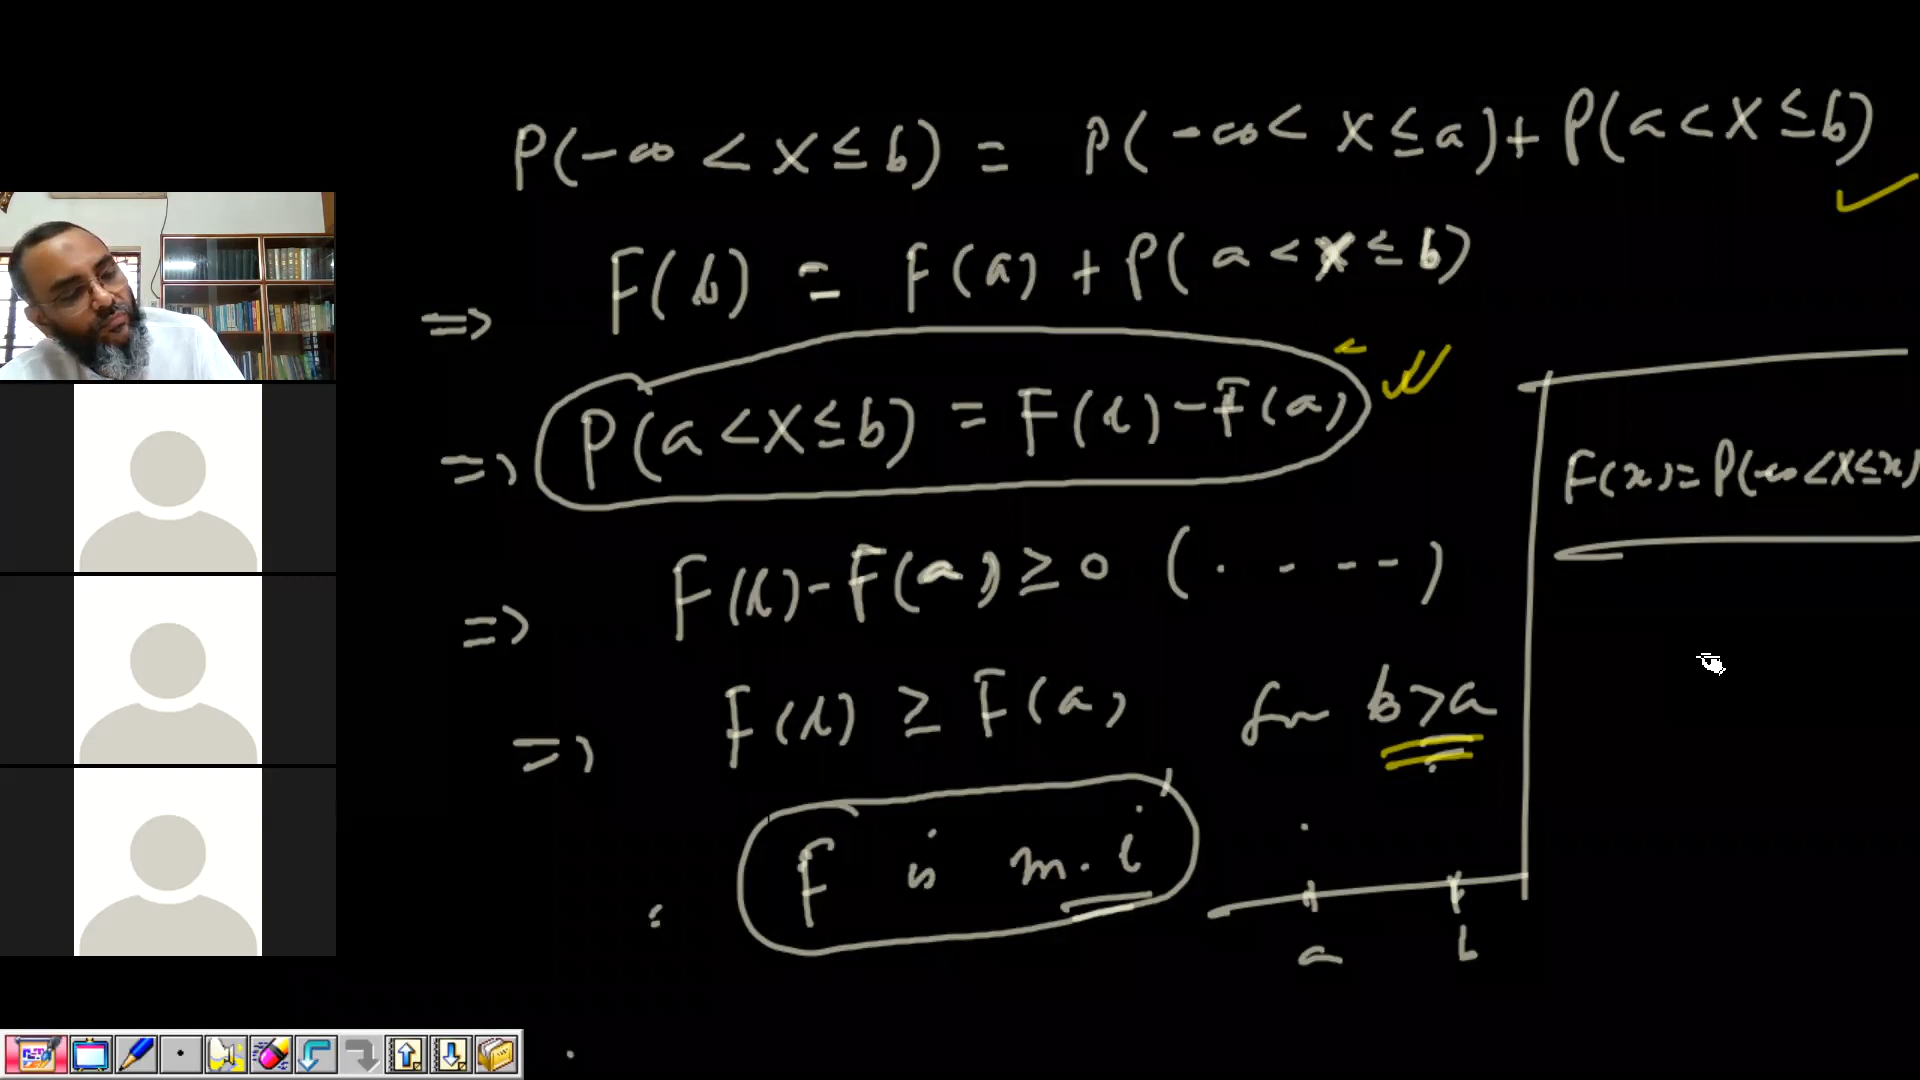 P(-∞ < X ≤ b) = P(-∞ < X ≤ a) + P(a < X ≤ b)
⇒ F(b) = F(a) + P(a < X ≤ b)
⇒ P(a < X ≤ b) = F(b) - F(a)
F(x) = P(-∞ < X ≤ x)
⇒ F(b) - F(a) ≥ 0 (. - - - -)
⇒ F(b) ≥ F(a) for b > a
F is m.i
a b